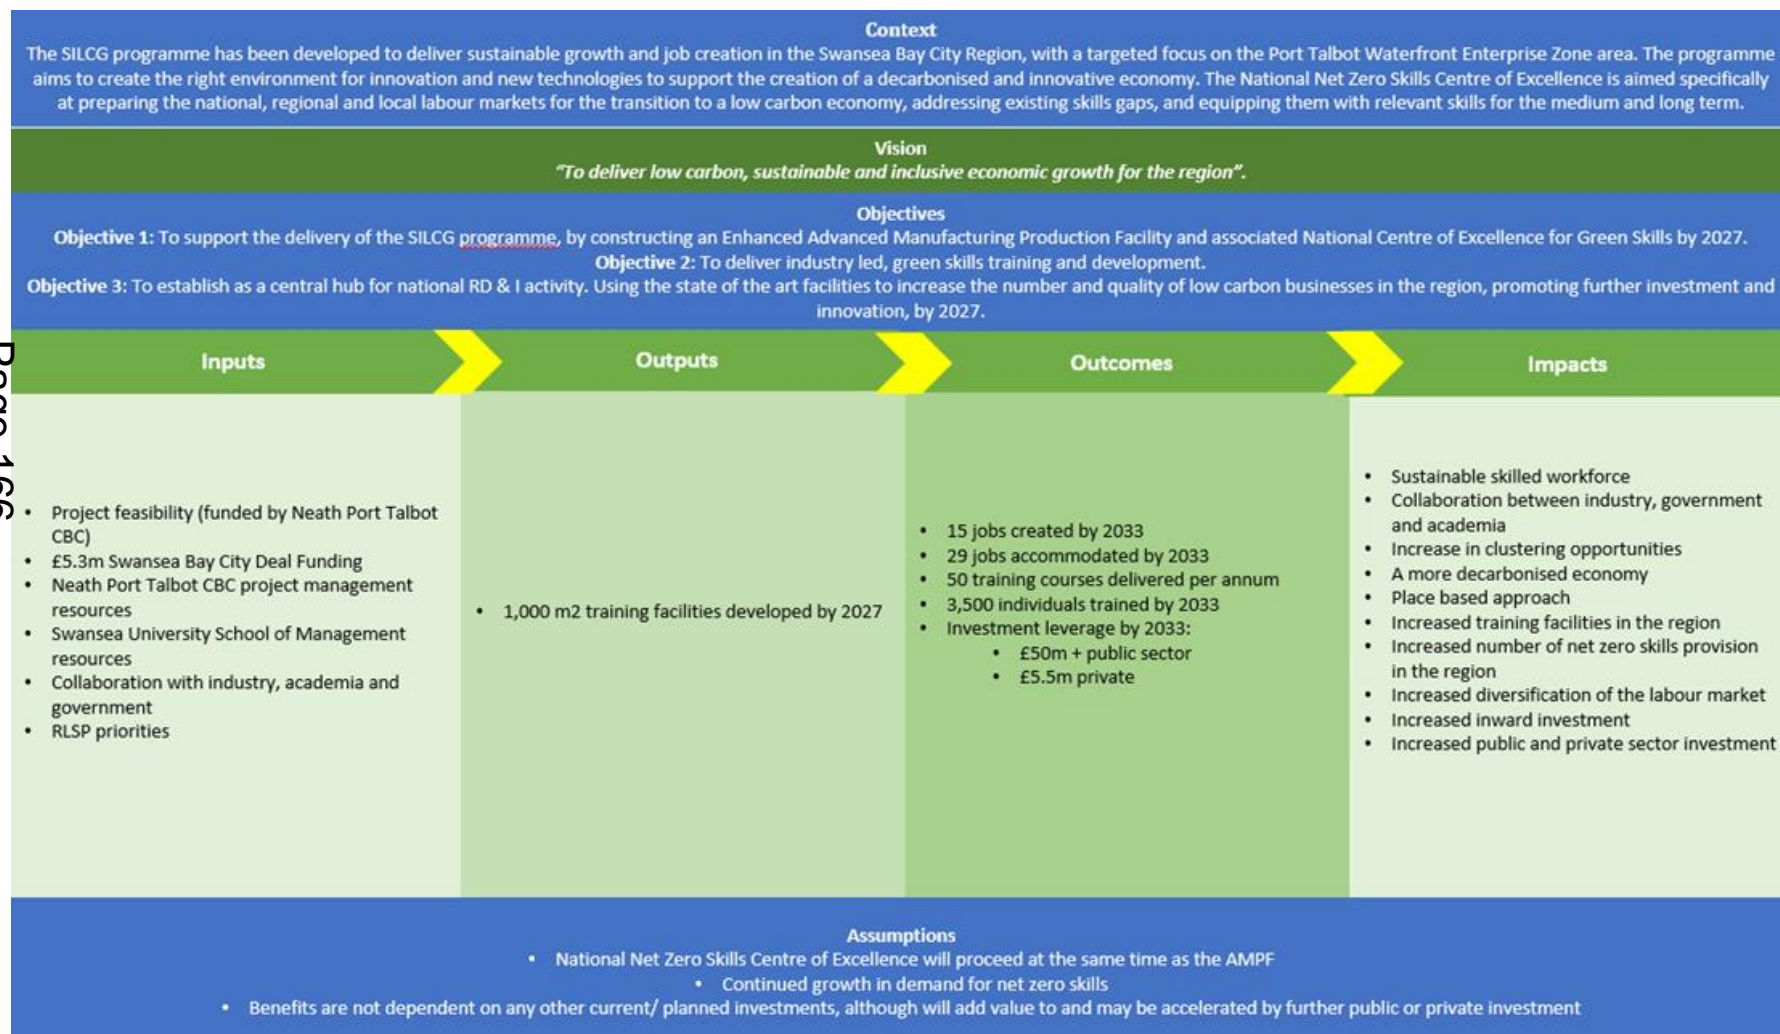 Context
The SILCG programme has been developed to deliver sustainable growth and job creation in the Swansea Bay City Region, with a targeted focus on the Port Talbot Waterfront Enterprise Zone area. The programme
aims to create the right environment for innovation and new technologies to support the creation of a decarbonised and innovative economy. The National Net Zero Skills Centre of Excellence is aimed specifically
at preparing the national, regional and local labour markets for the transition to a low carbon economy, addressing existing skills gaps, and equipping them with relevant skills for the medium and long term.
Vision
“To deliver low carbon, sustainable and inclusive economic growth for the region”.
Objectives
Objective 1: To support the delivery of the SILCG programme, by constructing an Enhanced Advanced Manufacturing Production Facility and associated National Centre of Excellence for Green Skills by 2027.
Objective 2: To deliver industry led, green skills training and development.
Objective 3: To establish as a central hub for national RD & I activity. Using the state of the art facilities to increase the number and quality of low carbon businesses in the region, promoting further investment and
innovation, by 2027.
Page 166
Inputs
• Project feasibility (funded by Neath Port Talbot
CBC)
• £5.3m Swansea Bay City Deal Funding
• Neath Port Talbot CBC project management
resources
• Swansea University School of Management
resources
• Collaboration with industry, academia and
government
• RLSP priorities
Outputs
• 1,000 m2 training facilities developed by 2027
Outcomes
• 15 jobs created by 2033
• 29 jobs accommodated by 2033
• 50 training courses delivered per annum
• 3,500 individuals trained by 2033
• Investment leverage by 2033:
• £50m + public sector
• £5.5m private
Impacts
• Sustainable skilled workforce
• Collaboration between industry, government
and academia
• Increase in clustering opportunities
• A more decarbonised economy
• Place based approach
• Increased training facilities in the region
• Increased number of net zero skills provision
in the region
• Increased diversification of the labour market
• Increased inward investment
• Increased public and private sector investment
Assumptions
• National Net Zero Skills Centre of Excellence will proceed at the same time as the AMPF
• Continued growth in demand for net zero skills
• Benefits are not dependent on any other current/ planned investments, although will add value to and may be accelerated by further public or private investment